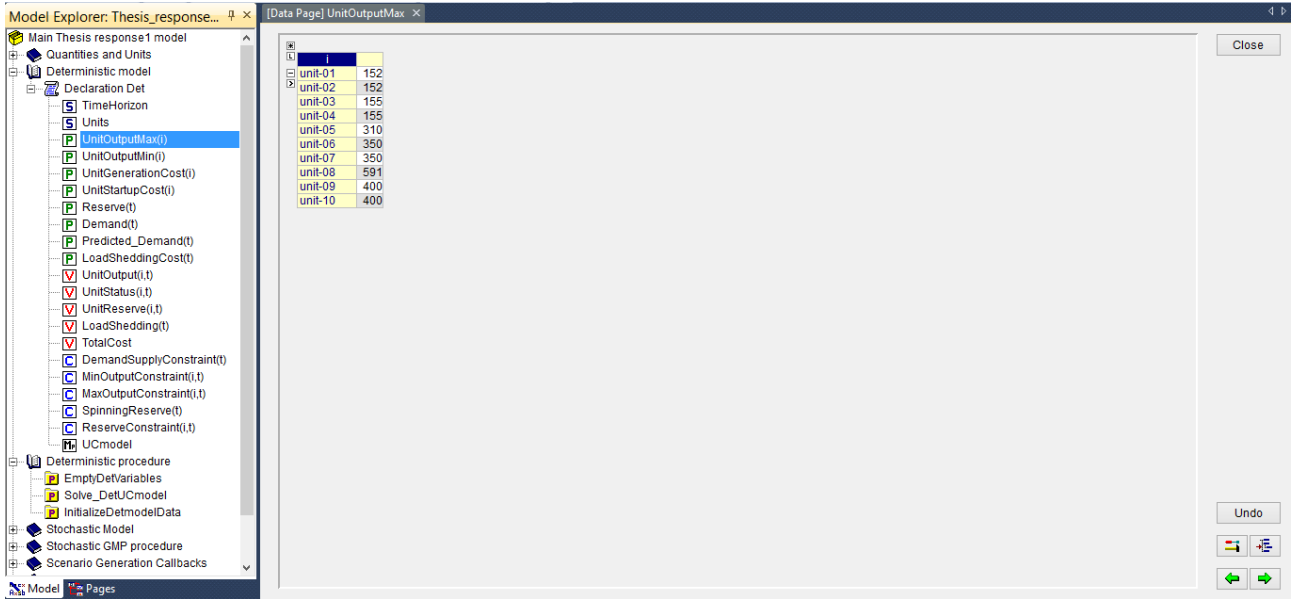 Model Explorer: Thesis_response...
[Data Page] UnitOutputMax
Main Thesis response1 model
Quantities and Units
Deterministic model
Declaration Det
S TimeHorizon
S Units
P UnitOutputMax(i)
P UnitOutputMin(i)
P UnitGenerationCost(i)
P UnitStartupCost(i)
P Reserve(t)
P Demand(t)
P Predicted_Demand(t)
P LoadSheddingCost(t)
V UnitOutput(i,t)
V UnitStatus(i,t)
V UnitReserve(i,t)
V LoadShedding(t)
V TotalCost
C DemandSupplyConstraint(t)
C MinOutputConstraint(i,t)
C MaxOutputConstraint(i,t)
C SpinningReserve(t)
C ReserveConstraint(i,t)
UCmodel
Deterministic procedure
P EmptyDetVariables
P Solve_DetUCmodel
P InitializeDetmodelData
Stochastic Model
Stochastic GMP procedure
Scenario Generation Callbacks
Model Pages
L i
unit-01 152
unit-02 152
unit-03 155
unit-04 155
unit-05 310
unit-06 350
unit-07 350
unit-08 591
unit-09 400
unit-10 400
Close
Undo